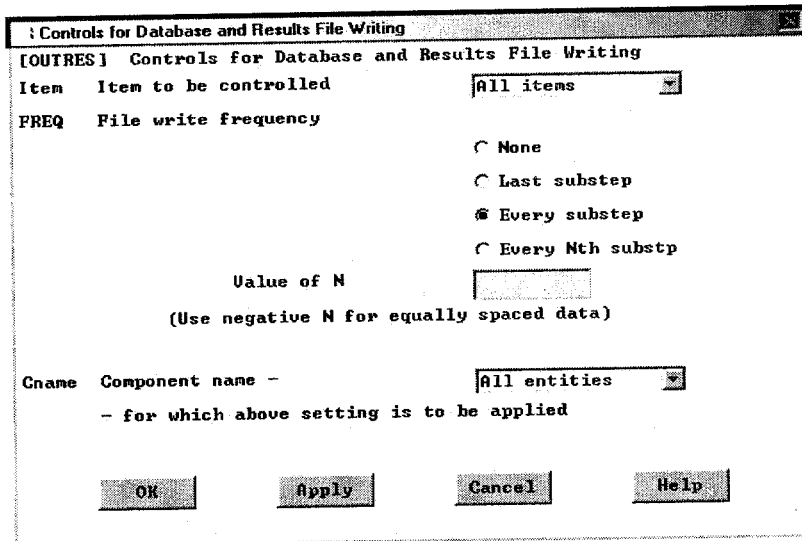 Controls for Database and Results File Writing
[OUTRES] Controls for Database and Results File Writing
Item Item to be controlled All items
FREQ File write frequency
None
Last substep
Every substep
Every Nth substp
Value of N
(Use negative N for equally spaced data)
Cname Component name - All entities
- for which above setting is to be applied
OK Apply Cancel Help